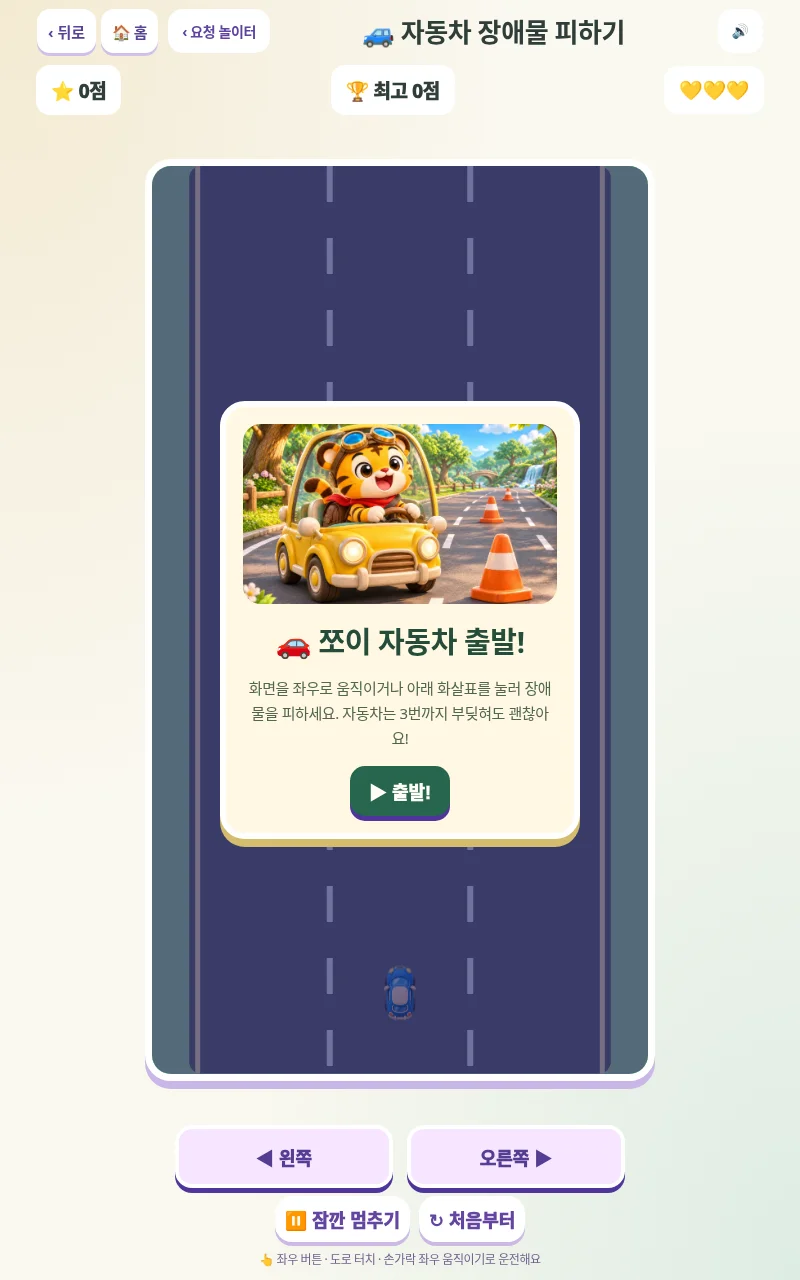 ‹ 뒤로 🏠 홈 ‹ 요청 놀이터 🚙 자동차 장애물 피하기 🔊
⭐ 0점 🏆 최고 0점 💛💛💛
🚗 쪼이 자동차 출발!
화면을 좌우로 움직이거나 아래 화살표를 눌러 장애
물을 피하세요. 자동차는 3번까지 부딪혀도 괜찮아
요!
▶ 출발!
◀ 왼쪽 오른쪽 ▶
⏸ 잠깐 멈추기 ↻ 처음부터
👆 좌우 버튼 · 도로 터치 · 손가락 좌우 움직이기로 운전해요